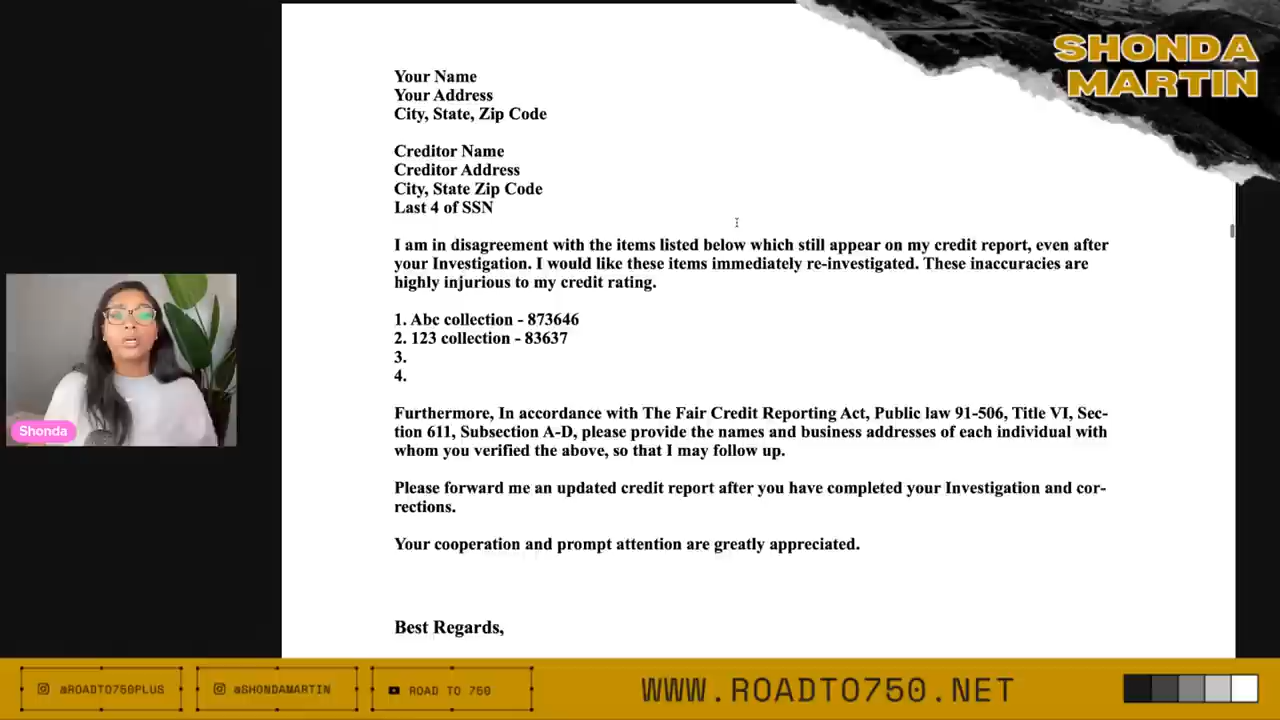 SHONDA
MARTIN
Your Name
Your Address
City, State, Zip Code
Creditor Name
Creditor Address
City, State Zip Code
Last 4 of SSN
I am in disagreement with the items listed below which still appear on my credit report, even after
your Investigation. I would like these items immediately re-investigated. These inaccuracies are
highly injurious to my credit rating.
1. Abc collection - 873646
2. 123 collection - 83637
3.
4.
Furthermore, In accordance with The Fair Credit Reporting Act, Public law 91-506, Title VI, Sec-
tion 611, Subsection A-D, please provide the names and business addresses of each individual with
whom you verified the above, so that I may follow up.
Please forward me an updated credit report after you have completed your Investigation and cor-
rections.
Your cooperation and prompt attention are greatly appreciated.
Best Regards,
Shonda
@ROADTO750PLUS
@SHONDAMARTIN
ROAD TO 750
WWW.ROADTO750.NET